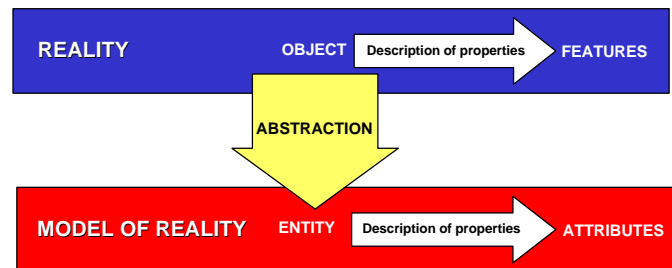 REALITY OBJECT Description of properties FEATURES
ABSTRACTION
MODEL OF REALITY ENTITY Description of properties ATTRIBUTES